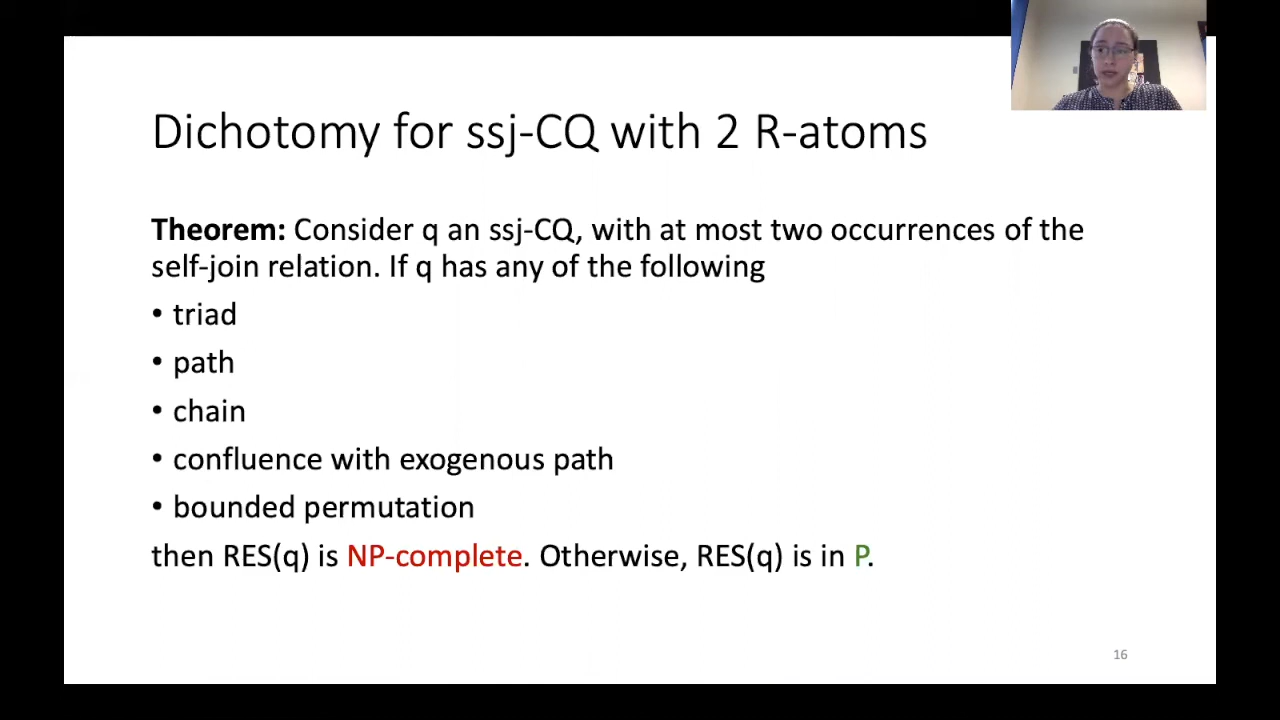 Dichotomy for ssj-CQ with 2 R-atoms
Theorem: Consider q an ssj-CQ, with at most two occurrences of the
self-join relation. If q has any of the following
• triad
• path
• chain
• confluence with exogenous path
• bounded permutation
then RES(q) is NP-complete. Otherwise, RES(q) is in P.
16